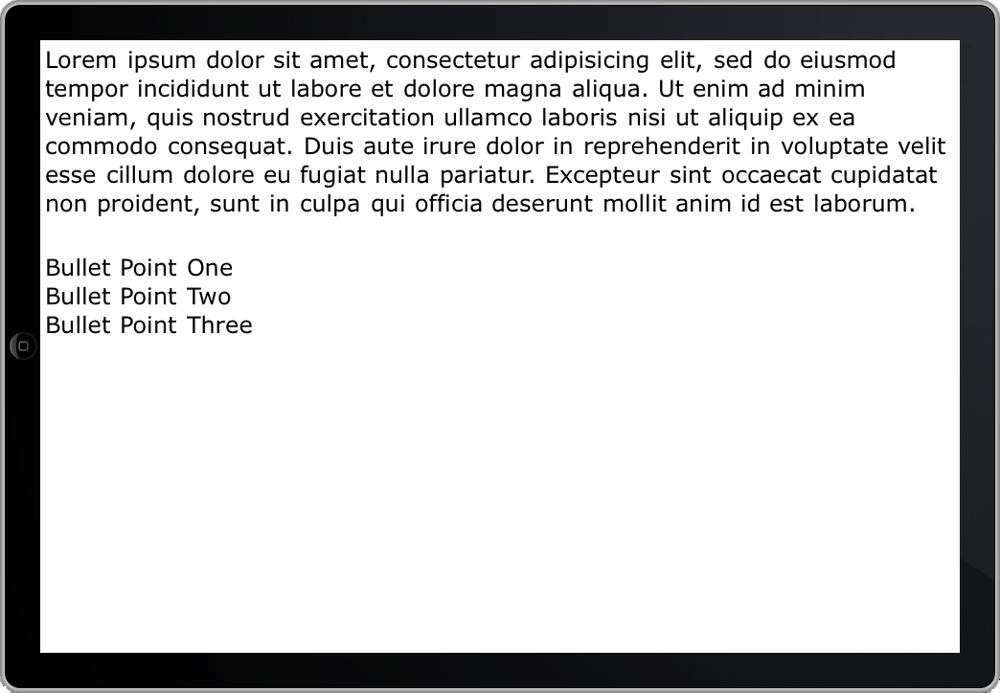 Lorem ipsum dolor sit amet, consectetur adipisicing elit, sed do eiusmod
tempor incididunt ut labore et dolore magna aliqua. Ut enim ad minim
veniam, quis nostrud exercitation ullamco laboris nisi ut aliquip ex ea
commodo consequat. Duis aute irure dolor in reprehenderit in voluptate velit
esse cillum dolore eu fugiat nulla pariatur. Excepteur sint occaecat cupidatat
non proident, sunt in culpa qui officia deserunt mollit anim id est laborum.
Bullet Point One
Bullet Point Two
Bullet Point Three